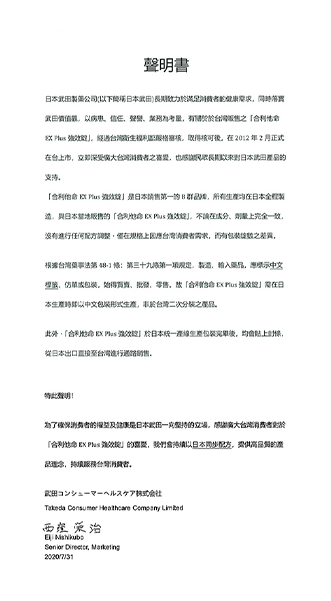 聲明書
日本武田製藥公司(以下簡稱日本武田)長期致力於滿足消費者的健康需求，同時落實
武田價值觀，以病患、信任、聲譽、業務為考量，有關於於台灣販售之「合利他命
EX Plus 強效錠」，經過台灣衛生福利部嚴格審核，取得核可後，在 2012 年 2 月正式
在台上市，立即深受廣大台灣消費者之喜愛，也感謝民眾長期以來對日本武田產品的
支持。
「合利他命 EX Plus 強效錠」是日本銷售第一的 B 群品牌，所有生產均在日本全程製
造，與日本當地販售的「合利他命 EX Plus 強效錠」，不論在成分、劑量上完全一致，
沒有進行任何配方調整，僅在規格上因應台灣消費者需求，而有包裝錠數之差異。
根據台灣藥事法第 48-1 條：第三十九條第一項規定，製造、輸入藥品，應標示中文
標籤、仿單或包裝，始得買賣、批發、零售。故「合利他命 EX Plus 強效錠」需在日
本生產時即以中文包裝形式生產，非於台灣二次分裝之產品。
此外，「合利他命 EX Plus 強效錠」於日本統一產線生產包裝完畢後，均會貼上封條，
從日本出口直接至台灣進行通路銷售。
特此聲明！
為了確保消費者的權益及健康是日本武田一向堅持的立場，感謝廣大台灣消費者對於
「合利他命 EX Plus 強效錠」的喜愛，我們會持續以日本同步配方，提供高品質的產
品理念，持續服務台灣消費者。
武田コンシューマーヘルスケア株式会社
Takeda Consumer Healthcare Company Limited
Eiji Nishikubo
Senior Director, Marketing
2020/7/31